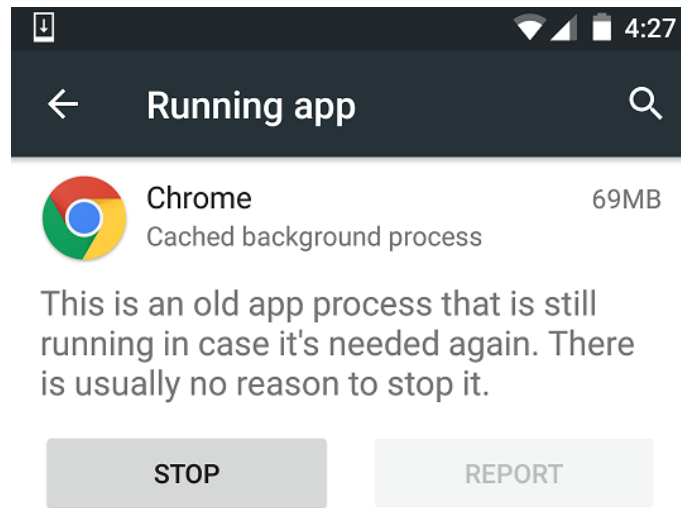 4:27
Running app
Chrome 69MB
Cached background process
This is an old app process that is still
running in case it's needed again. There
is usually no reason to stop it.
STOP REPORT